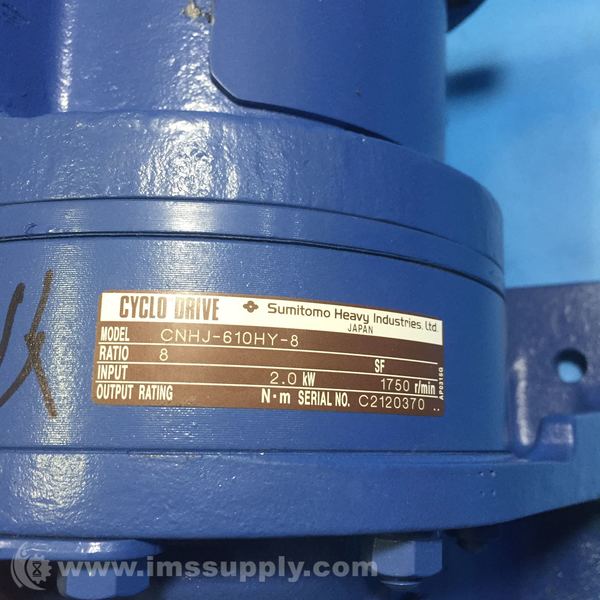 CYCLO DRIVE Sumitomo Heavy Industries, Ltd.
JAPAN
MODEL CNHJ-610HY-8
RATIO 8 SF
INPUT 2.0 kW 1750 r/min
OUTPUT RATING N·m SERIAL NO. C2120370
AP0316G
www.imssupply.com